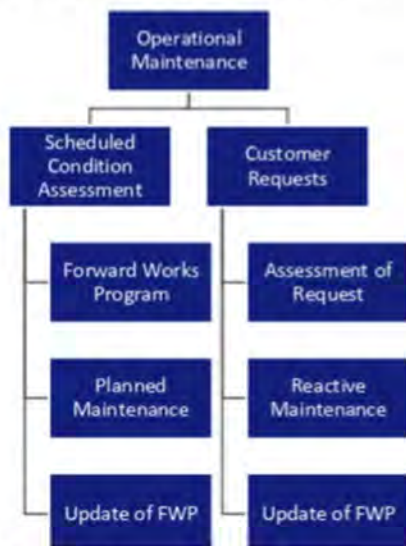 Operational
Maintenance
Scheduled
Condition
Assessment
Customer
Requests
Forward Works
Program
Assessment of
Request
Planned
Maintenance
Reactive
Maintenance
Update of FWP
Update of FWP